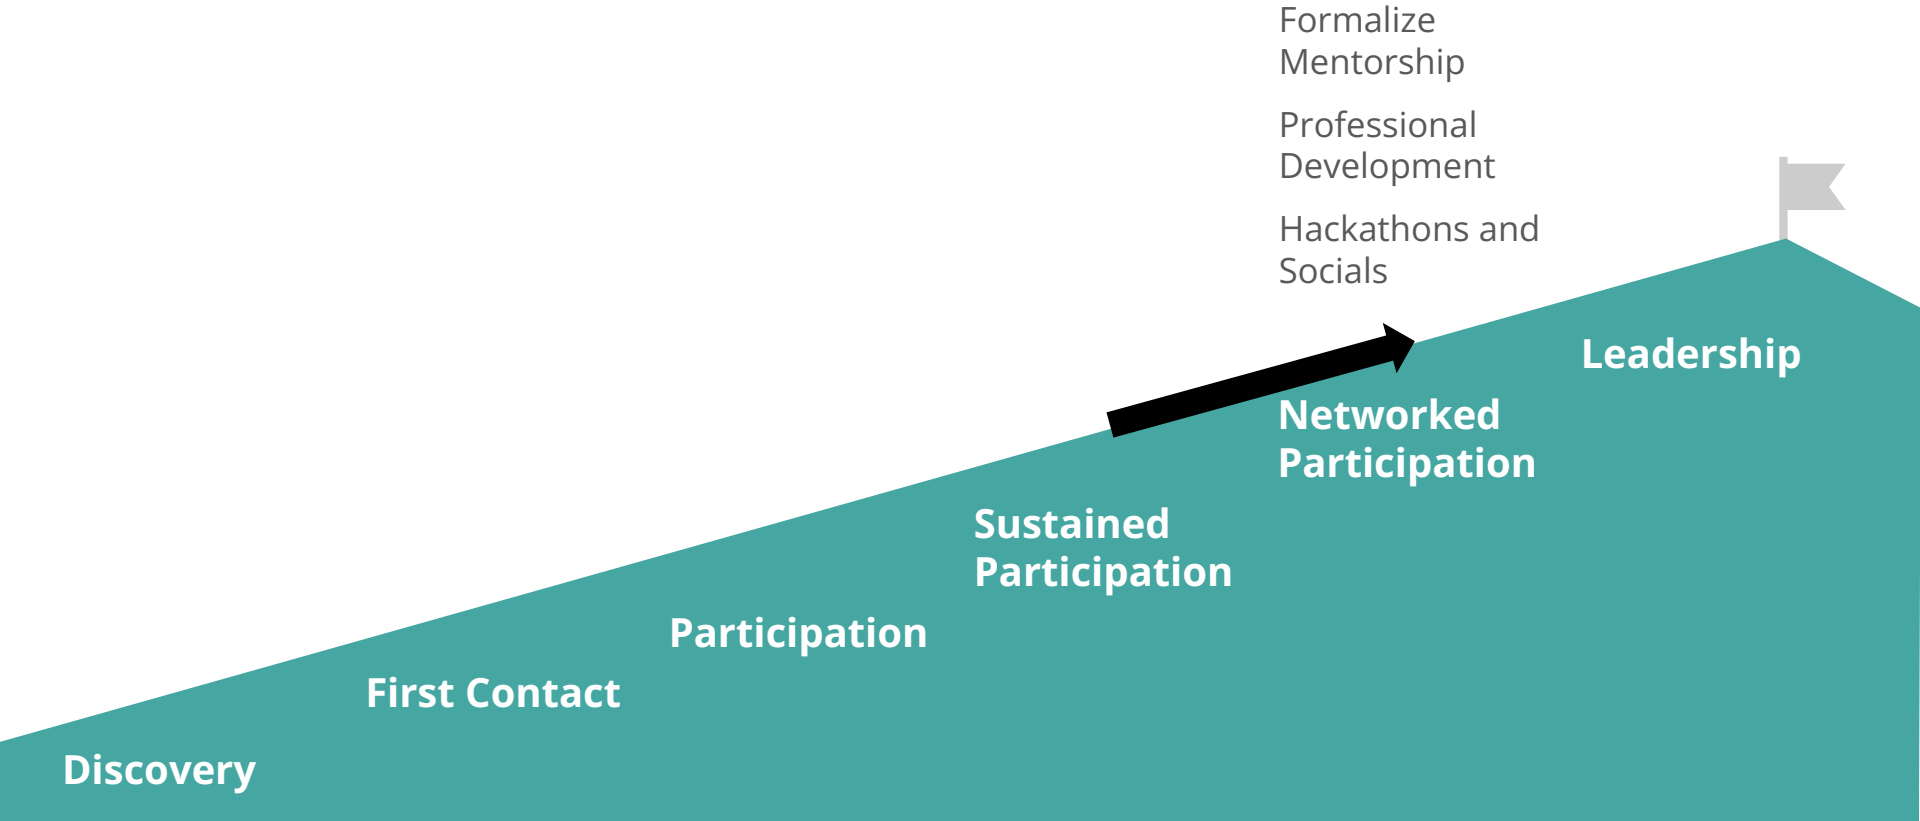 Formalize
Mentorship
Professional
Development
Hackathons and
Socials
Leadership
Networked
Participation
Sustained
Participation
Participation
First Contact
Discovery